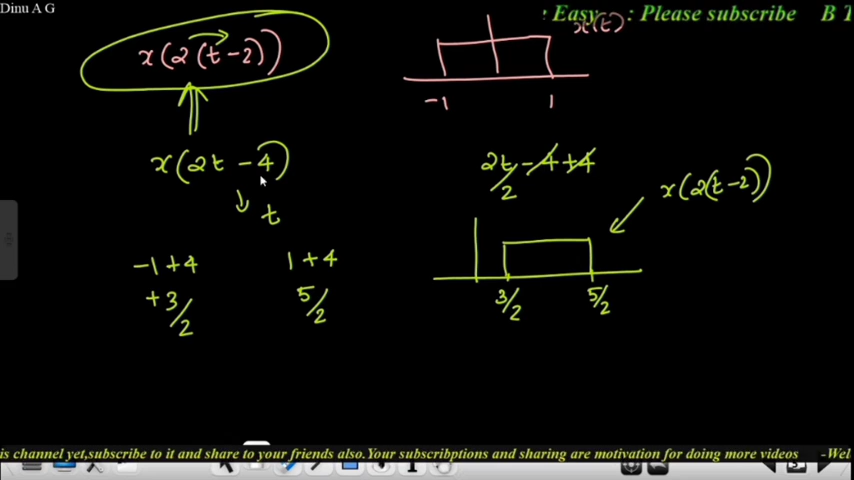 Dinu A G
Easy : Please subscribe B T
x(2(t-2))
x(t)
-1 1
x(2t -4)
2t/2 -4 +4
x(2(t-2))
t
-1+4 1+4
+3/2 5/2
3/2 5/2
is channel yet,subscribe to it and share to your friends also.Your subscribptions and sharing are motivation for doing more videos -Wel